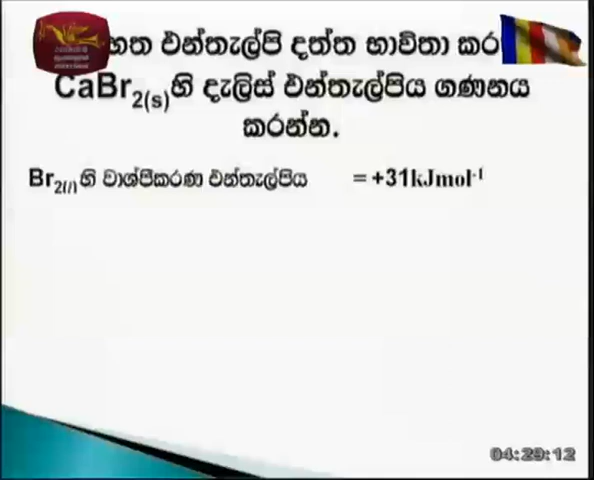 හත එන්තැල්පි දත්ත භාවිතා කර
CaBr2(s) හි දැලිස් එන්තැල්පිය ගණනය
කරන්න.
Br2(l) හි වාශ්පීකරණ එන්තැල්පිය = +31kJmol-1
04:29:12